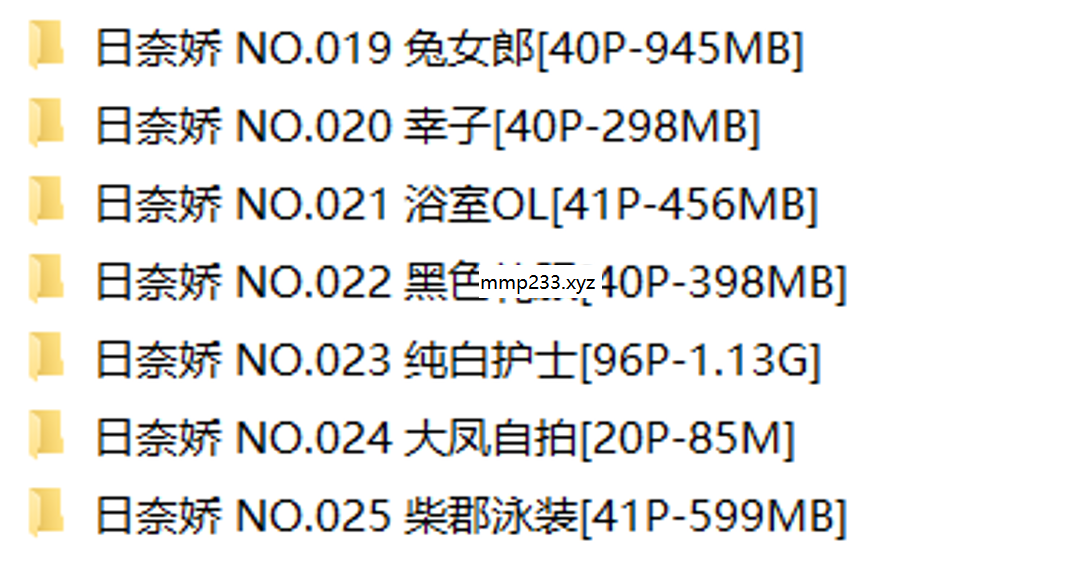 日奈娇 NO.019 兔女郎[40P-945MB]
日奈娇 NO.020 幸子[40P-298MB]
日奈娇 NO.021 浴室OL[41P-456MB]
日奈娇 NO.022 黑色 [40P-398MB]
mmp233.xyz
日奈娇 NO.023 纯白护士[96P-1.13G]
日奈娇 NO.024 大凤自拍[20P-85M]
日奈娇 NO.025 柴郡泳装[41P-599MB]